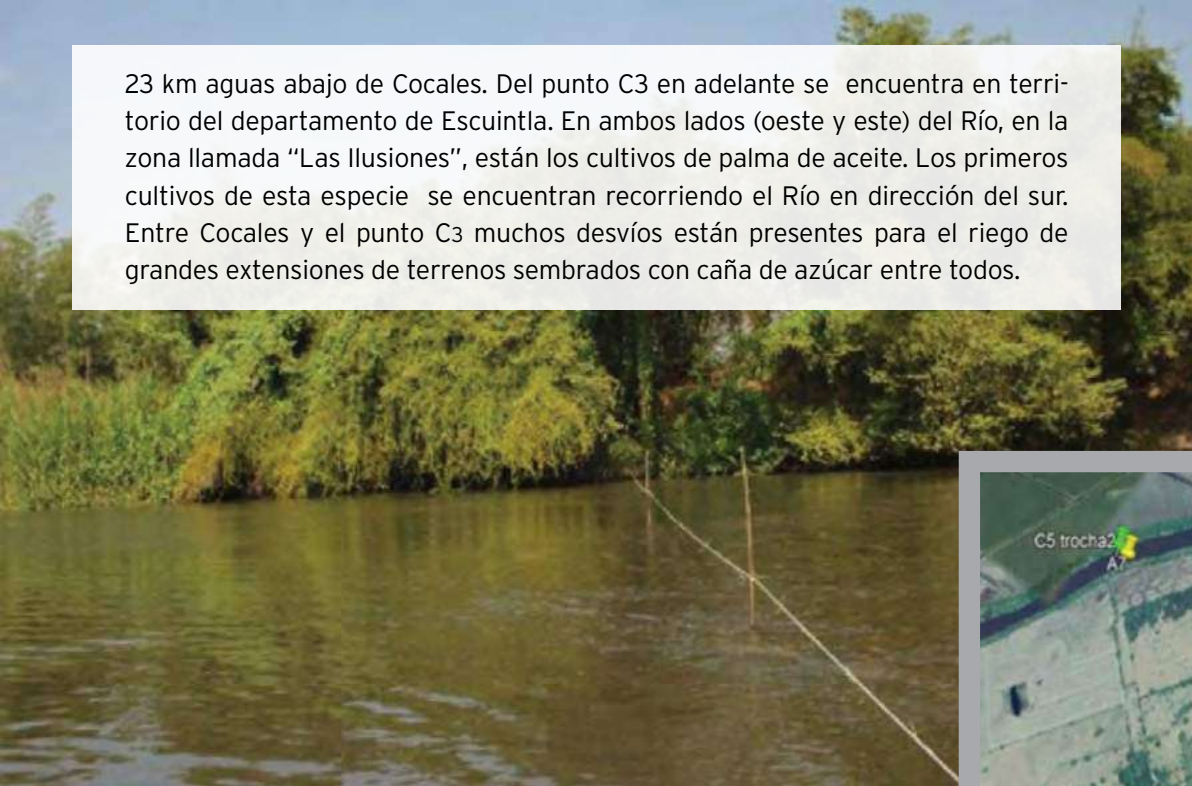 23 km aguas abajo de Cocales. Del punto C3 en adelante se encuentra en terri-
torio del departamento de Escuintla. En ambos lados (oeste y este) del Río, en la
zona llamada “Las Ilusiones”, están los cultivos de palma de aceite. Los primeros
cultivos de esta especie se encuentran recorriendo el Río en dirección del sur.
Entre Cocales y el punto C3 muchos desvíos están presentes para el riego de
grandes extensiones de terrenos sembrados con caña de azúcar entre todos.
C5 trocha2
A7